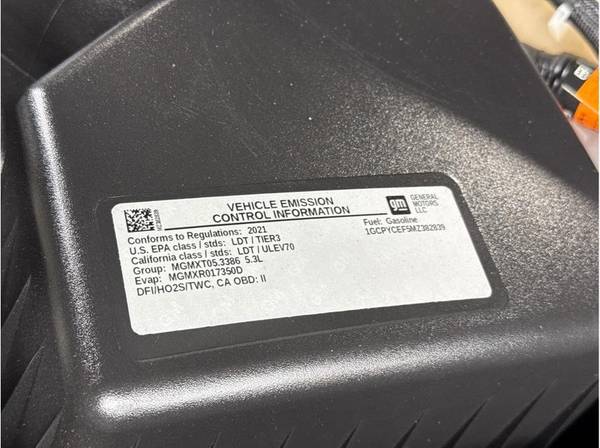 VEHICLE EMISSION
CONTROL INFORMATION
gm
GENERAL
MOTORS
LLC
Conforms to Regulations: 2021
U.S. EPA class / stds: LDT / TIER3
California class / stds: LDT / ULEV70
Group: MGMXT05.3386 5.3L
Evap: MGMXR017350D
DFI/HO2S/TWC, CA OBD: II
Fuel: Gasoline
1GCPYCEF5MZ382839